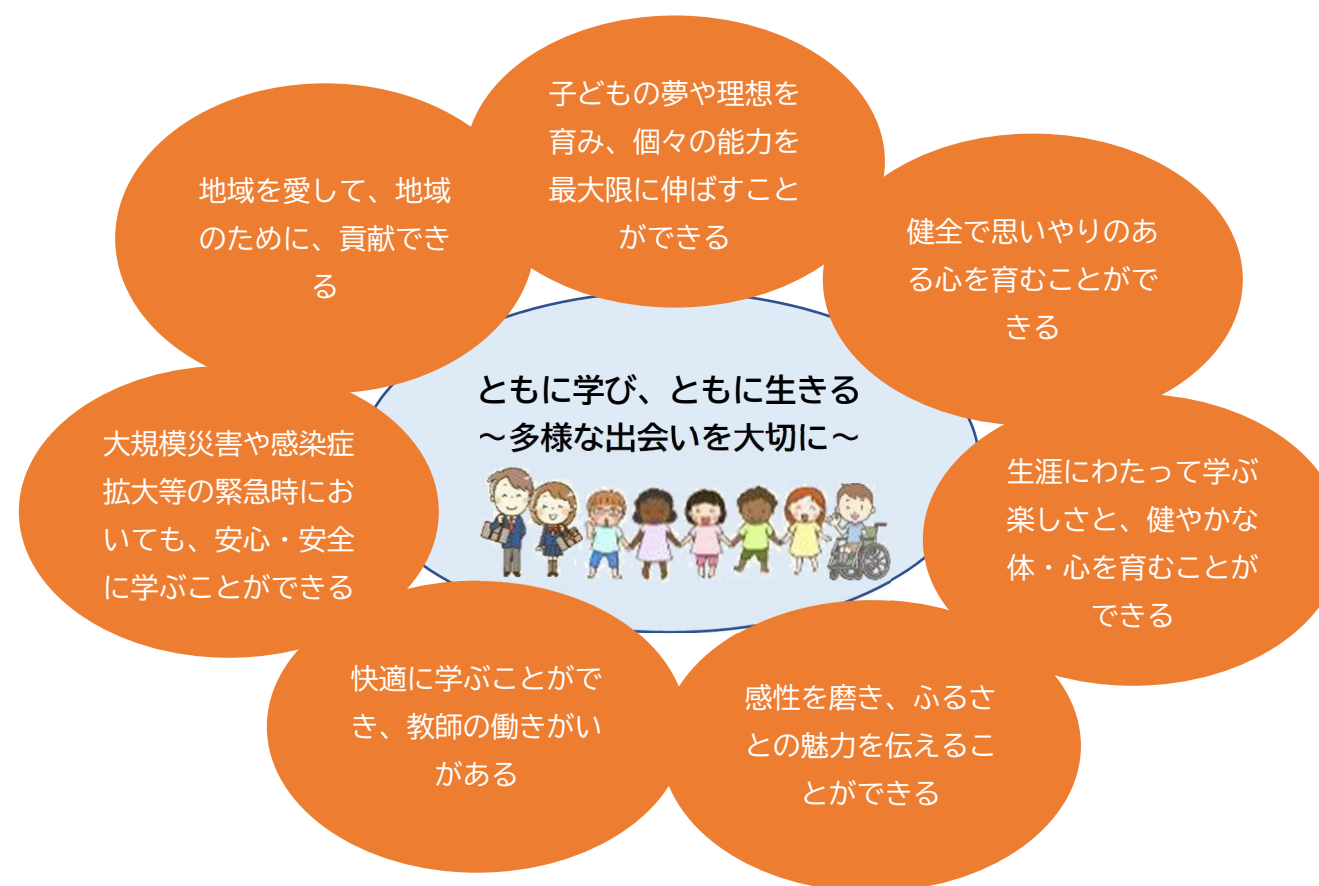 子どもの夢や理想を
育み、個々の能力を
最大限に伸ばすこと
ができる
健全で思いやりのあ
る心を育むことがで
きる
生涯にわたって学ぶ
楽しさと、健やかな
体・心を育むことが
できる
感性を磨き、ふるさ
との魅力を伝えるこ
とができる
快適に学ぶことがで
き、教師の働きがい
がある
大規模災害や感染症
拡大等の緊急時にお
いても、安心・安全
に学ぶことができる
地域を愛して、地域
のために、貢献でき
る
ともに学び、ともに生きる
～多様な出会いを大切に～